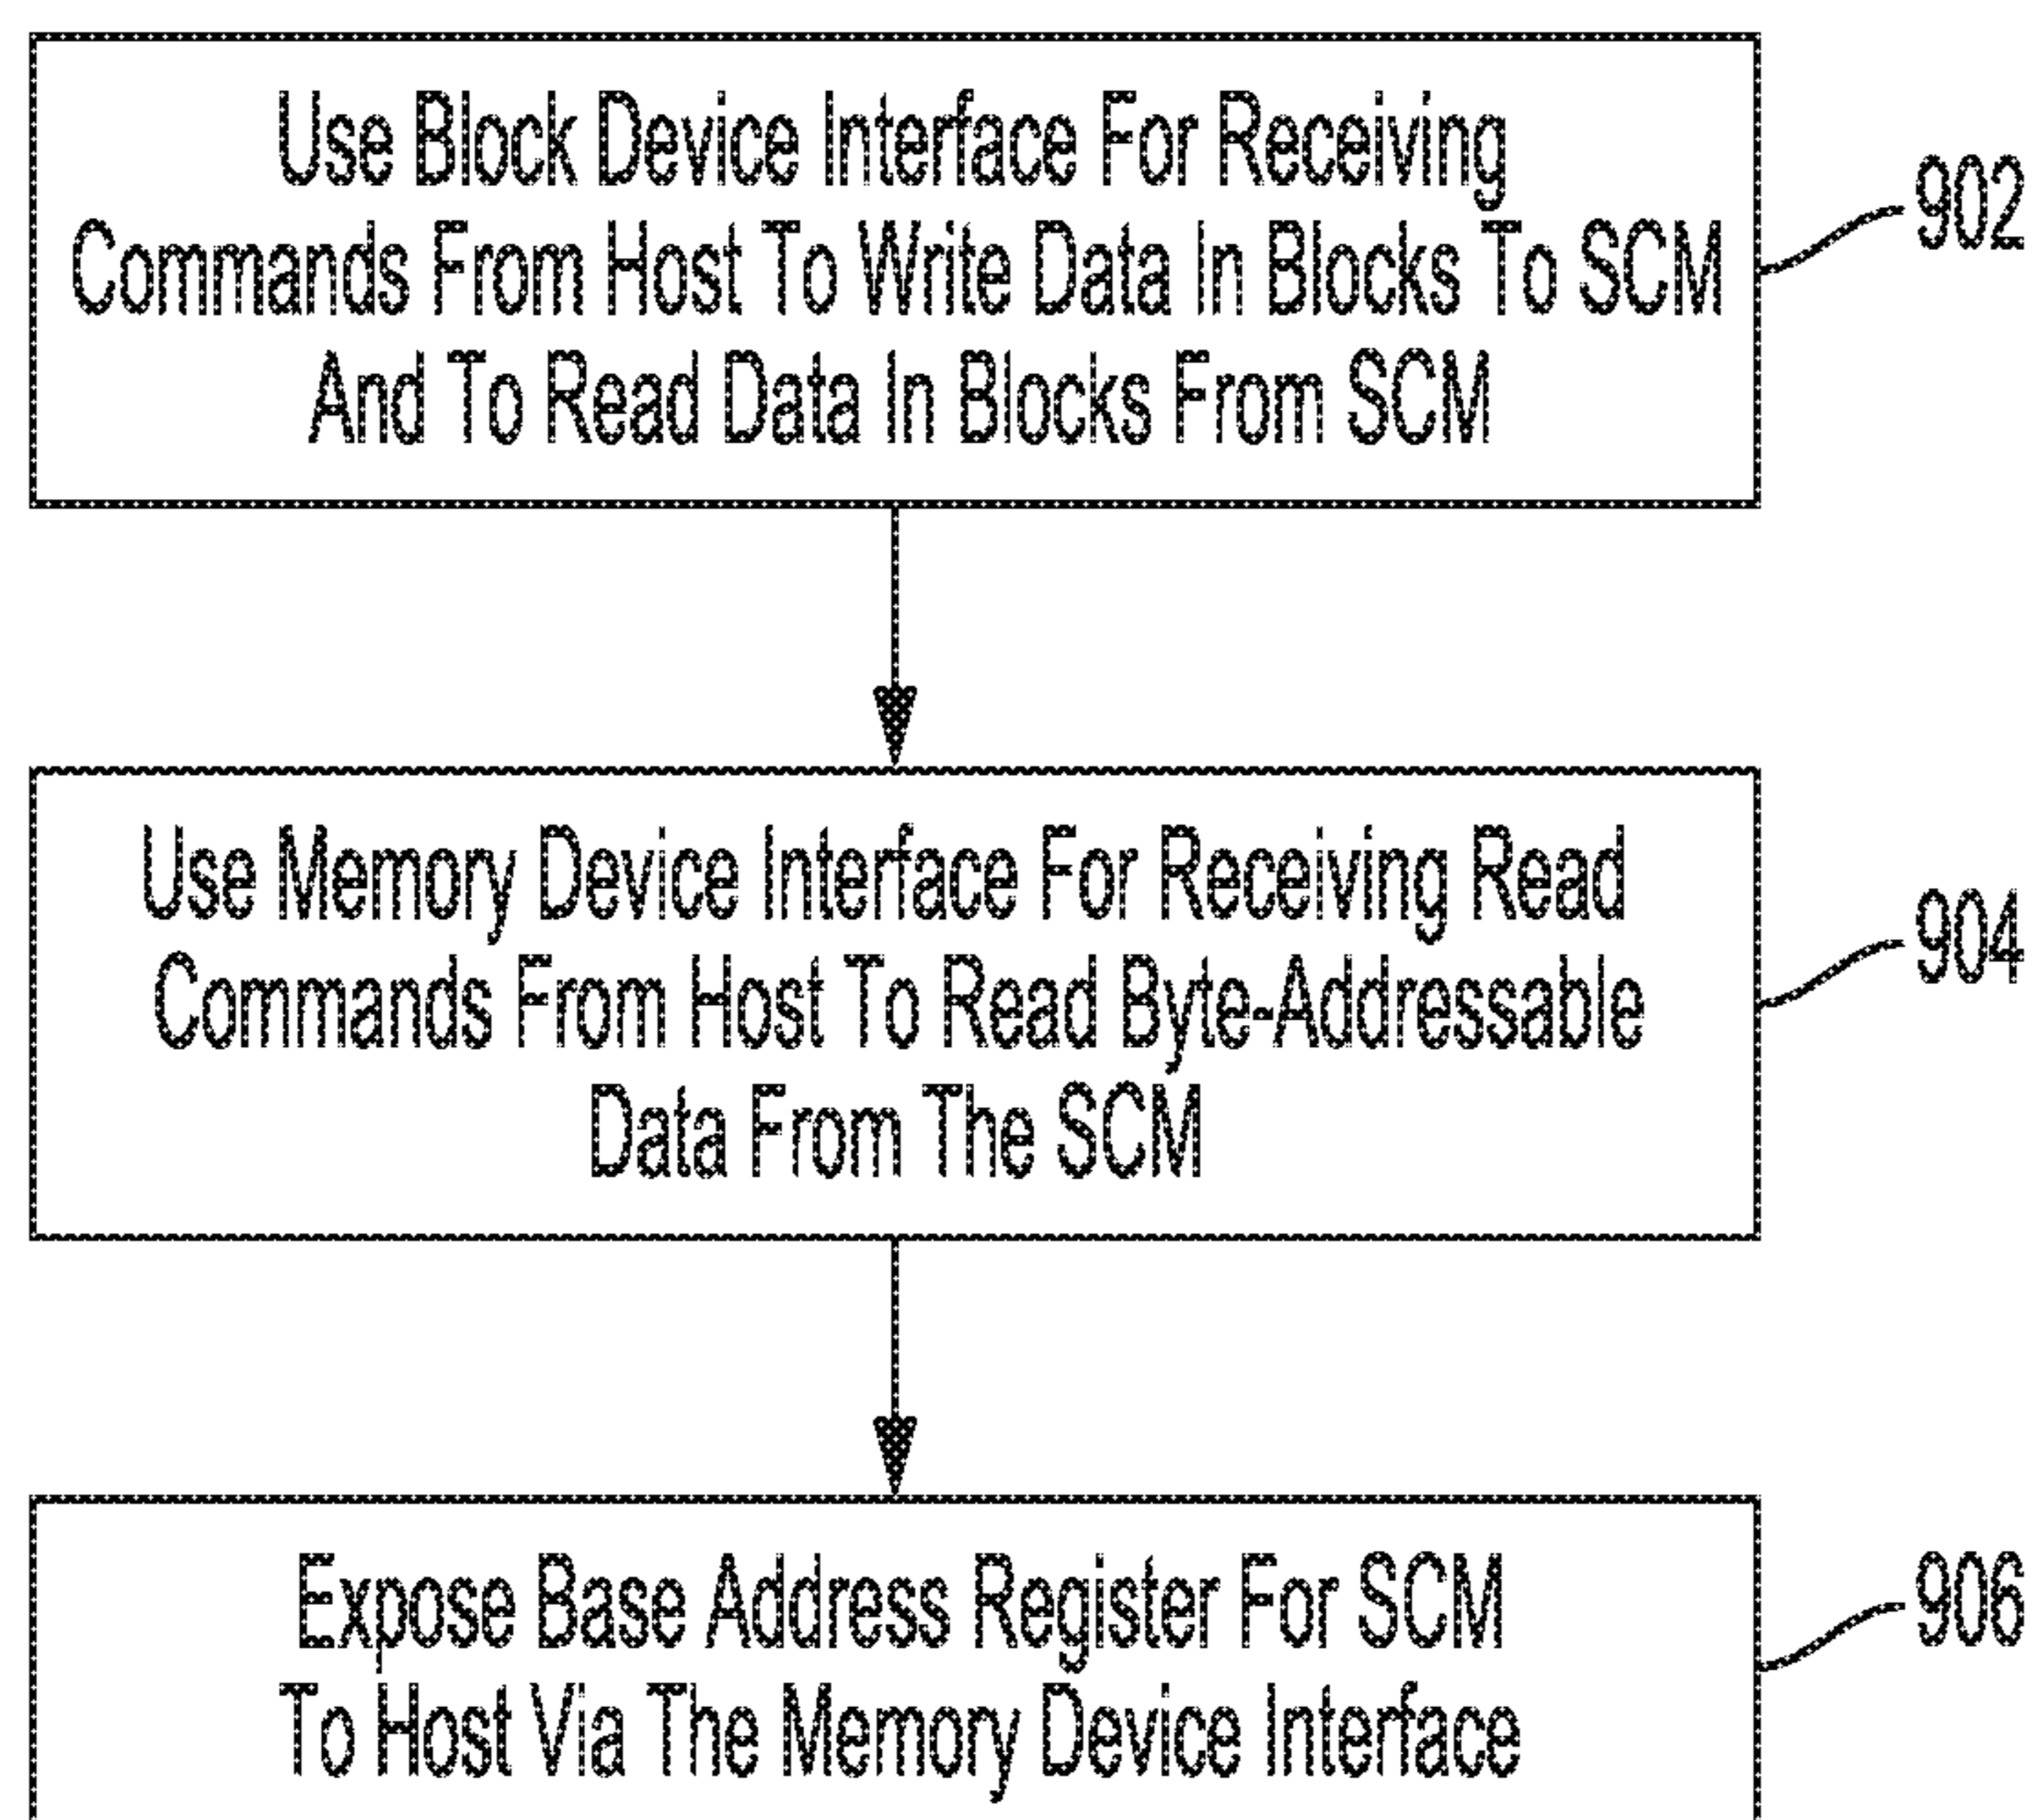 Use Block Device Interface For Receiving
Commands From Host To Write Data In Blocks To SCM
And To Read Data In Blocks From SCM
902
Use Memory Device Interface For Receiving Read
Commands From Host To Read Byte-Addressable
Data From The SCM
904
Expose Base Address Register For SCM
To Host Via The Memory Device Interface
906